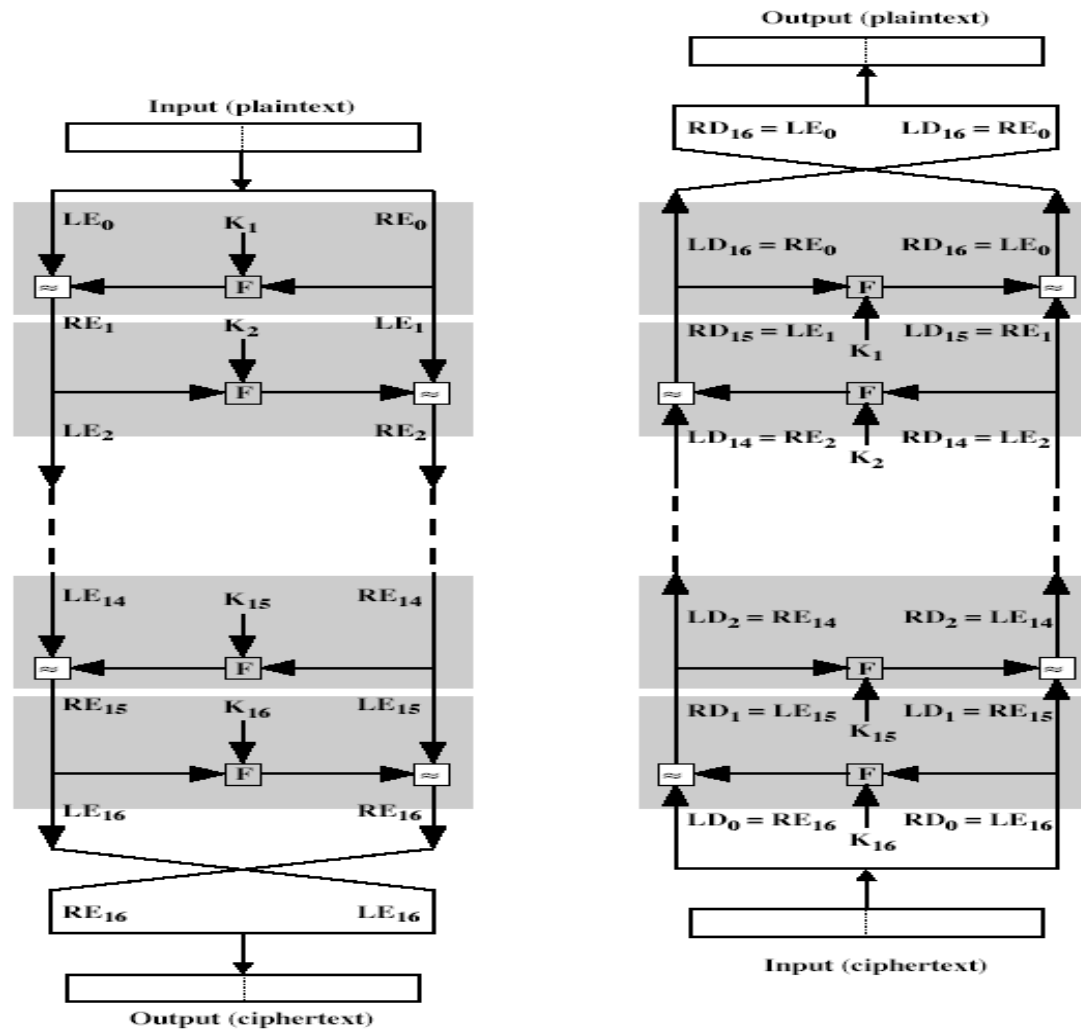 Input (plaintext)
LE₀ K₁ RE₀
≈ F
RE₁ K₂ LE₁
F ≈
LE₂ RE₂
LE₁₄ K₁₅ RE₁₄
≈ F
RE₁₅ K₁₆ LE₁₅
F ≈
LE₁₆ RE₁₆
RE₁₆ LE₁₆
Output (ciphertext)
Output (plaintext)
RD₁₆ = LE₀ LD₁₆ = RE₀
LD₁₆ = RE₀ RD₁₆ = LE₀
F ≈
RD₁₅ = LE₁ K₁ LD₁₅ = RE₁
≈ F
LD₁₄ = RE₂ K₂ RD₁₄ = LE₂
LD₂ = RE₁₄ RD₂ = LE₁₄
F ≈
RD₁ = LE₁₅ K₁₅ LD₁ = RE₁₅
≈ F
LD₀ = RE₁₆ K₁₆ RD₀ = LE₁₆
Input (ciphertext)